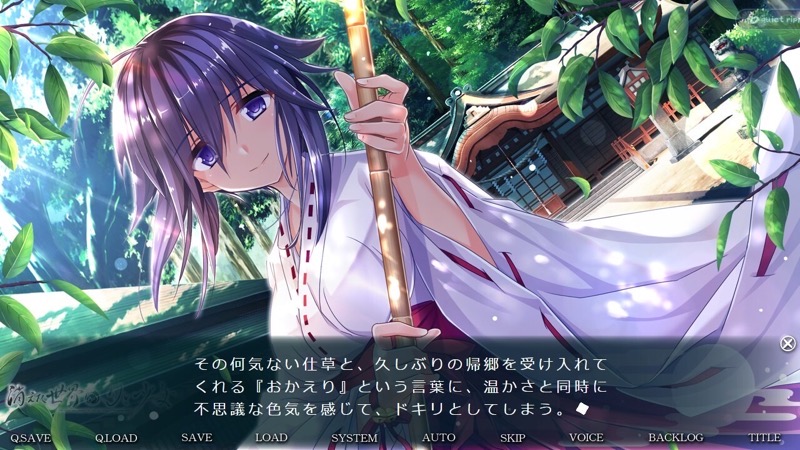 その何気ない仕草と、久しぶりの帰郷を受け入れて
くれる『おかえり』という言葉に、温かさと同時に
不思議な色気を感じて、ドキリとしてしまう。
Q.SAVE Q.LOAD SAVE LOAD SYSTEM AUTO SKIP VOICE BACKLOG TITLE